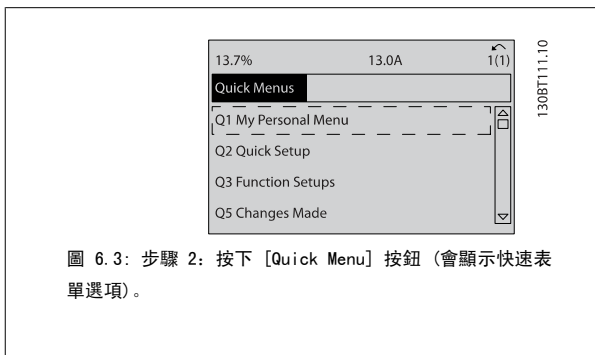 13.7% 13.0A 1(1)
Quick Menus
Q1 My Personal Menu
Q2 Quick Setup
Q3 Function Setups
Q5 Changes Made
130BT111.10
圖 6.3: 步驟 2：按下 [Quick Menu] 按鈕 (會顯示快速表
單選項)。